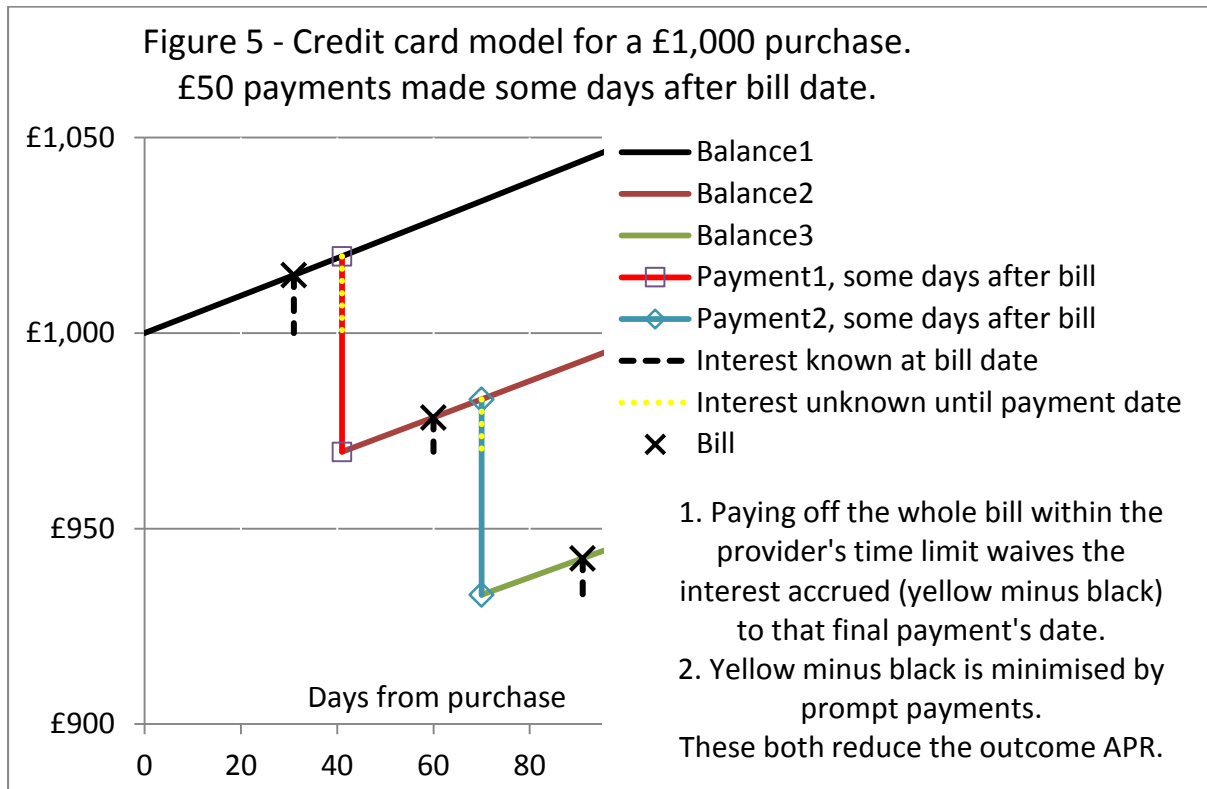 Figure 5 - Credit card model for a £1,000 purchase.
£50 payments made some days after bill date.
£1,050
£1,000
£950
£900
0
20
40
60
80
Days from purchase
Balance1
Balance2
Balance3
Payment1, some days after bill
Payment2, some days after bill
Interest known at bill date
Interest unknown until payment date
Bill
1. Paying off the whole bill within the
provider's time limit waives the
interest accrued (yellow minus black)
to that final payment's date.
2. Yellow minus black is minimised by
prompt payments.
These both reduce the outcome APR.